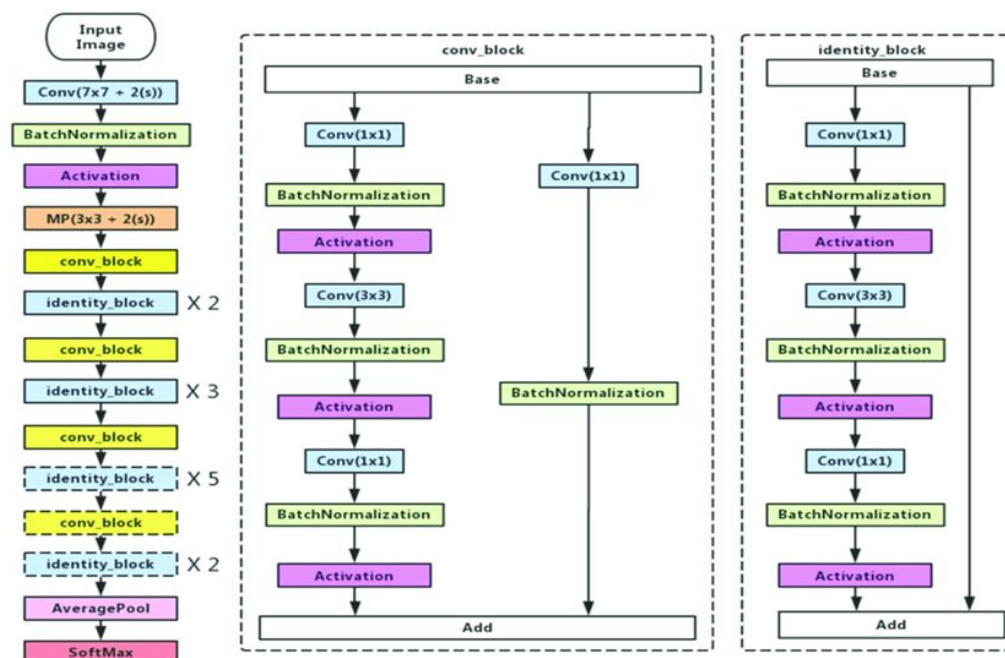 Input
Image
Conv(7x7 + 2(s))
BatchNormalization
Activation
MP(3x3 + 2(s))
conv_block
identity_block X 2
conv_block
identity_block X 3
conv_block
identity_block X 5
conv_block
identity_block X 2
AveragePool
SoftMax
conv_block
Base
Conv(1x1)
BatchNormalization
Activation
Conv(3x3)
BatchNormalization
Activation
Conv(1x1)
BatchNormalization
Activation
Conv(1x1)
BatchNormalization
Add
identity_block
Base
Conv(1x1)
BatchNormalization
Activation
Conv(3x3)
BatchNormalization
Activation
Conv(1x1)
BatchNormalization
Activation
Add